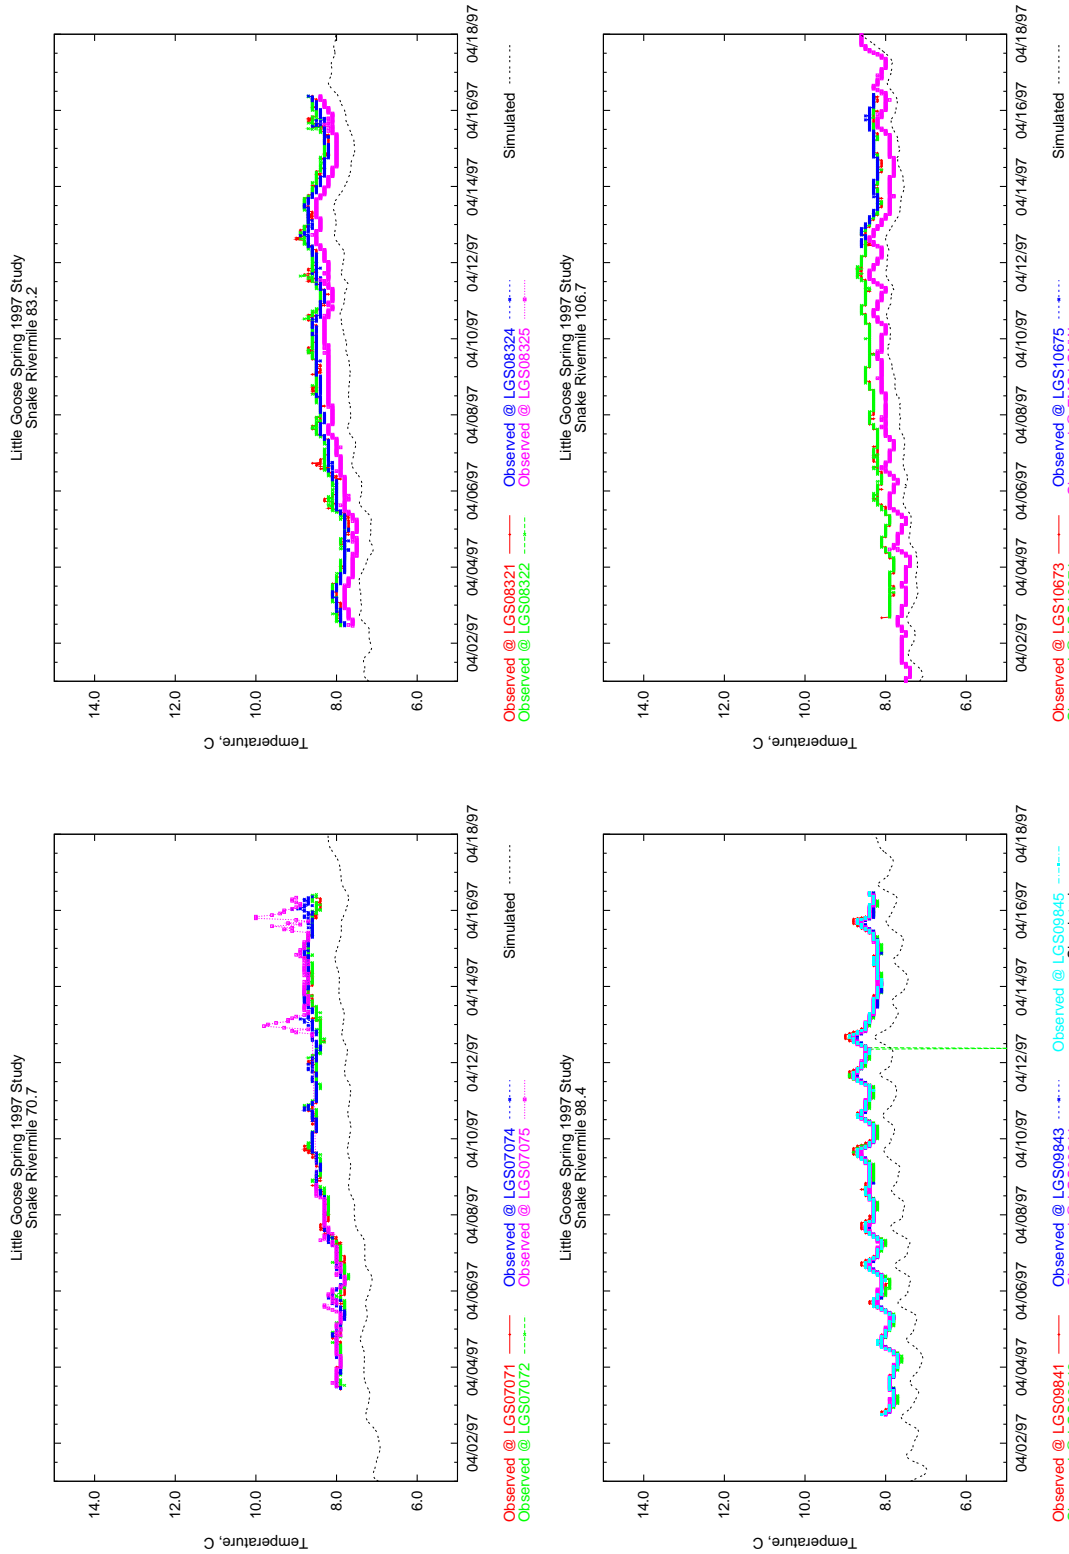 Little Goose Spring 1997 Study
Snake Rivermile 70.7
14.0
12.0
10.0
8.0
6.0
Temperature, C
04/02/97 04/04/97 04/06/97 04/08/97 04/10/97 04/12/97 04/14/97 04/16/97 04/18/97
Observed @ LGS07071 Observed @ LGS07074 Simulated
Observed @ LGS07072 Observed @ LGS07075
Little Goose Spring 1997 Study
Snake Rivermile 83.2
14.0
12.0
10.0
8.0
6.0
Temperature, C
04/02/97 04/04/97 04/06/97 04/08/97 04/10/97 04/12/97 04/14/97 04/16/97 04/18/97
Observed @ LGS08321 Observed @ LGS08324 Simulated
Observed @ LGS08322 Observed @ LGS08325
Little Goose Spring 1997 Study
Snake Rivermile 98.4
14.0
12.0
10.0
8.0
6.0
Temperature, C
04/02/97 04/04/97 04/06/97 04/08/97 04/10/97 04/12/97 04/14/97 04/16/97 04/18/97
Observed @ LGS09841 Observed @ LGS09843 Observed @ LGS09845
Little Goose Spring 1997 Study
Snake Rivermile 106.7
14.0
12.0
10.0
8.0
6.0
Temperature, C
04/02/97 04/04/97 04/06/97 04/08/97 04/10/97 04/12/97 04/14/97 04/16/97 04/18/97
Observed @ LGS10673 Observed @ LGS10675 Simulated